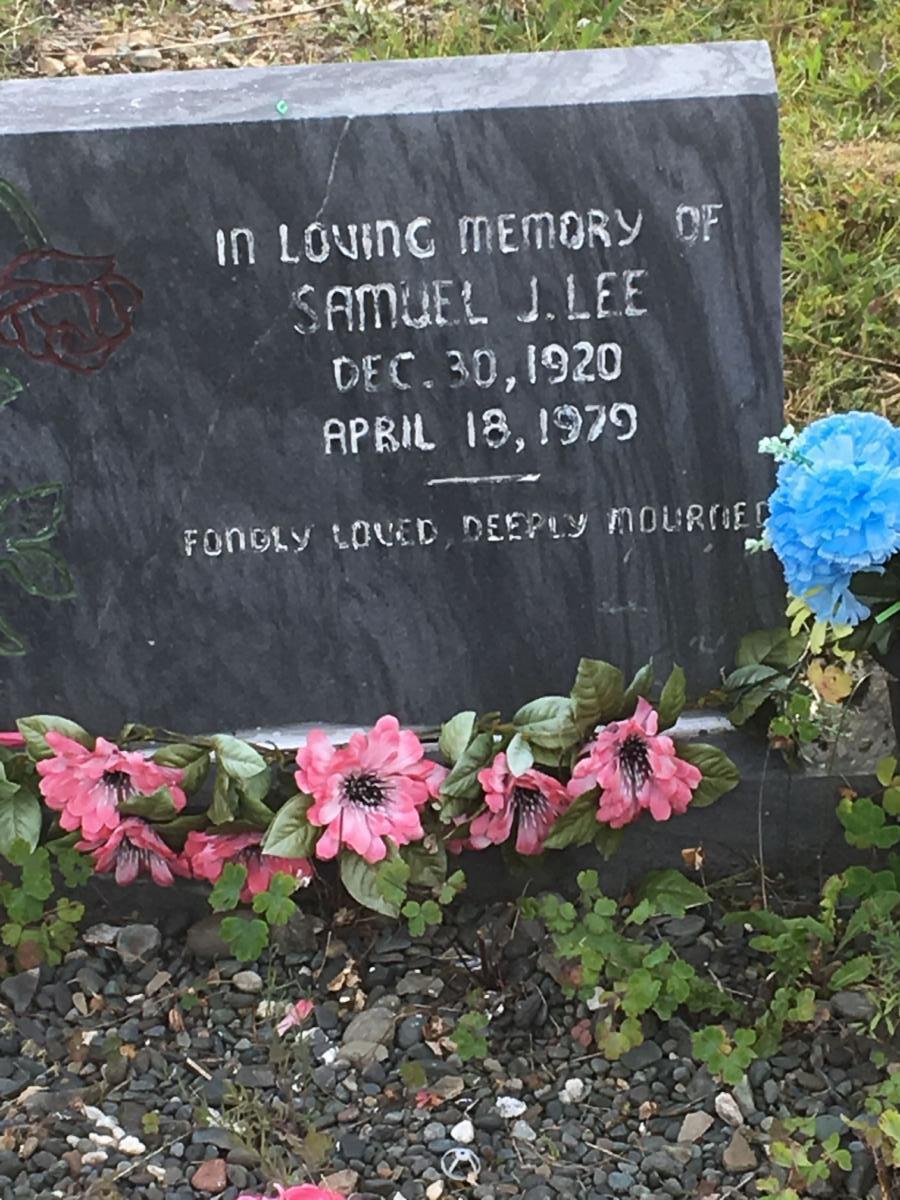 IN LOVING MEMORY OF
SAMUEL J. LEE
DEC. 30, 1920
APRIL 18, 1979
FONDLY LOVED, DEEPLY MOURNED